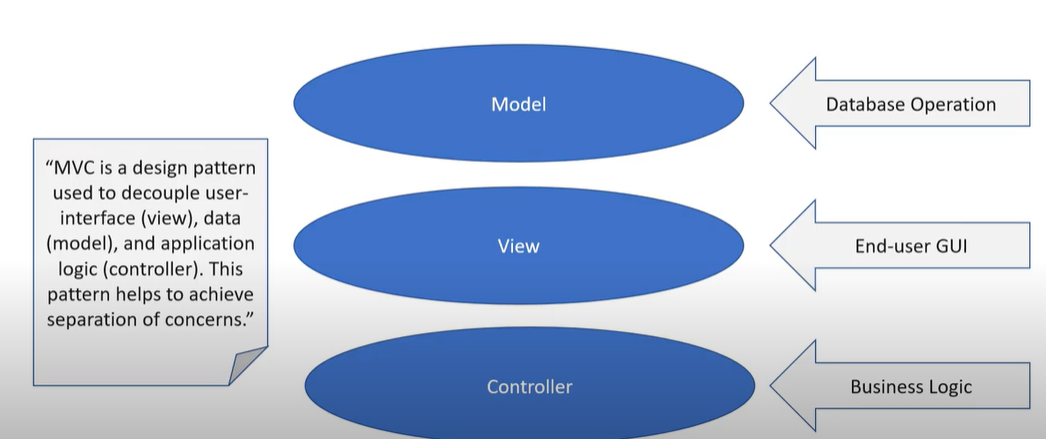 “MVC is a design pattern
used to decouple user-
interface (view), data
(model), and application
logic (controller). This
pattern helps to achieve
separation of concerns.”
Model
Database Operation
View
End-user GUI
Controller
Business Logic